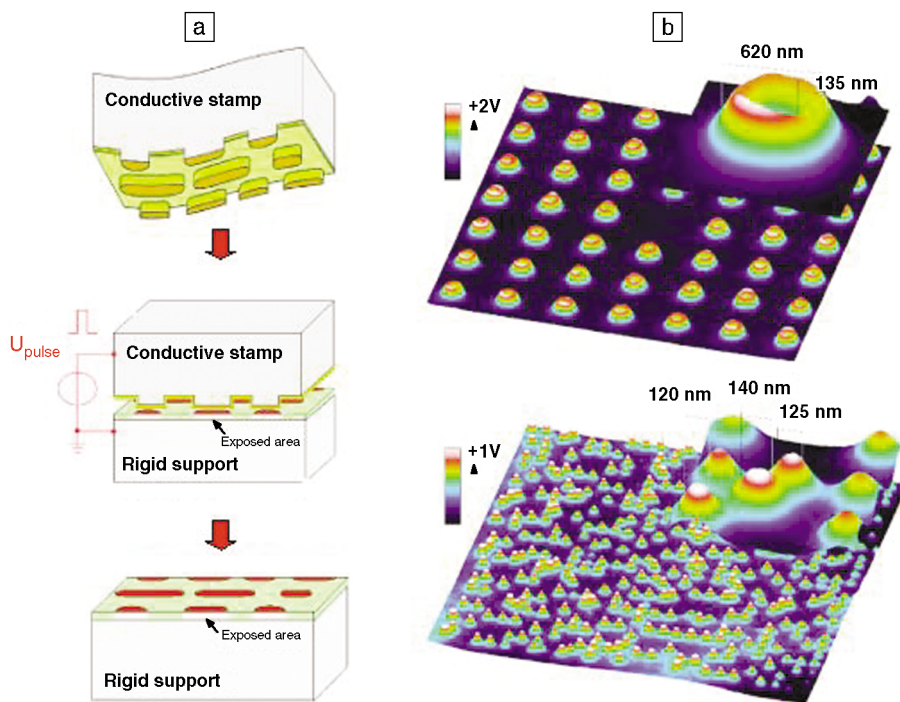 a
Conductive stamp
Upulse
Conductive stamp
Exposed area
Rigid support
Exposed area
Rigid support
b
620 nm
135 nm
+2V
120 nm
140 nm
125 nm
+1V